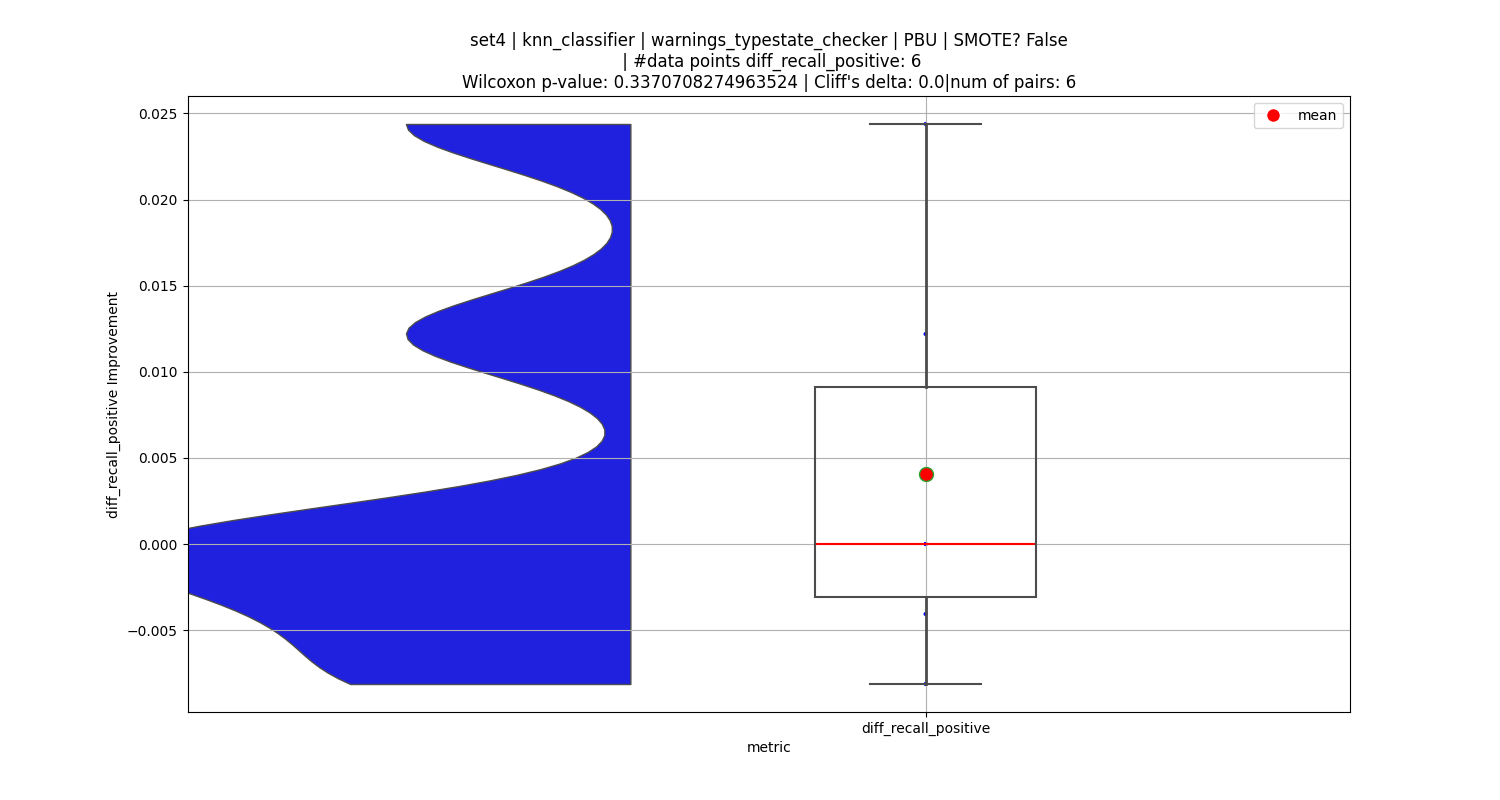 set4 | knn_classifier | warnings_typestate_checker | PBU | SMOTE? False
| #data points diff_recall_positive: 6
Wilcoxon p-value: 0.3370708274963524 | Cliff's delta: 0.0|num of pairs: 6
mean
0.025
0.020
0.015
0.010
0.005
0.000
−0.005
diff_recall_positive Improvement
diff_recall_positive
metric